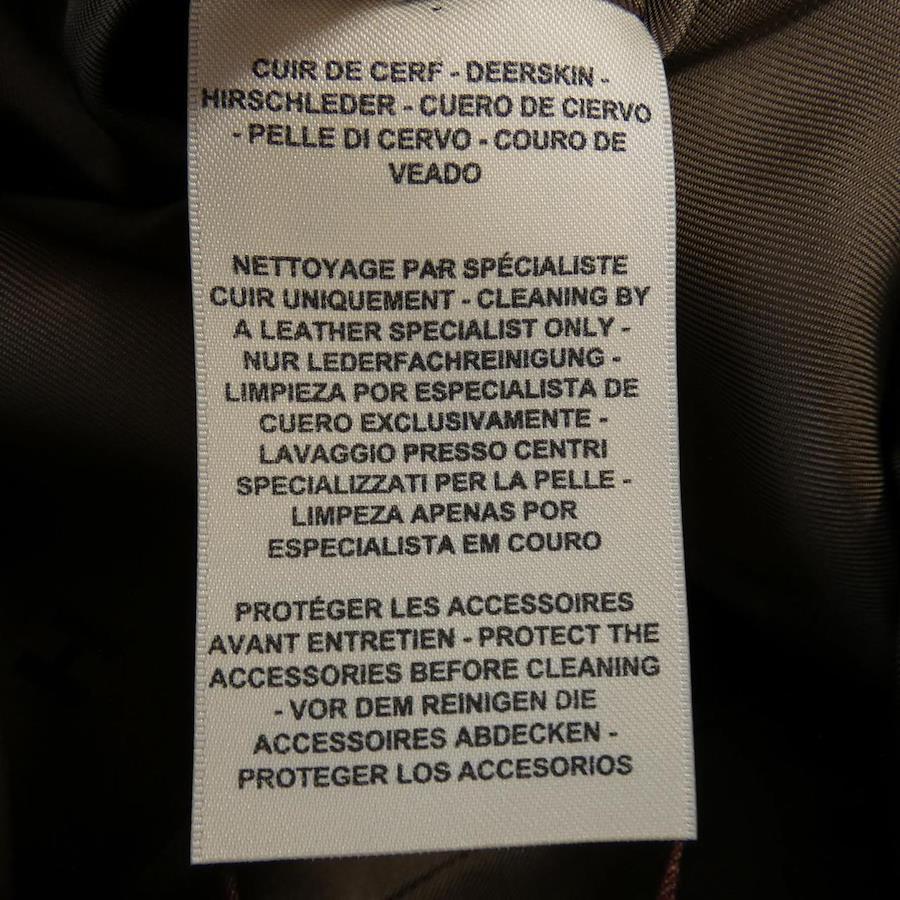 CUIR DE CERF - DEERSKIN -
HIRSCHLEDER - CUERO DE CIERVO
- PELLE DI CERVO - COURO DE
VEADO
NETTOYAGE PAR SPÉCIALISTE
CUIR UNIQUEMENT - CLEANING BY
A LEATHER SPECIALIST ONLY -
NUR LEDERFACHREINIGUNG -
LIMPIEZA POR ESPECIALISTA DE
CUERO EXCLUSIVAMENTE -
LAVAGGIO PRESSO CENTRI
SPECIALIZZATI PER LA PELLE -
LIMPEZA APENAS POR
ESPECIALISTA EM COURO
PROTÉGER LES ACCESSOIRES
AVANT ENTRETIEN - PROTECT THE
ACCESSORIES BEFORE CLEANING
- VOR DEM REINIGEN DIE
ACCESSOIRES ABDECKEN -
PROTEGER LOS ACCESORIOS